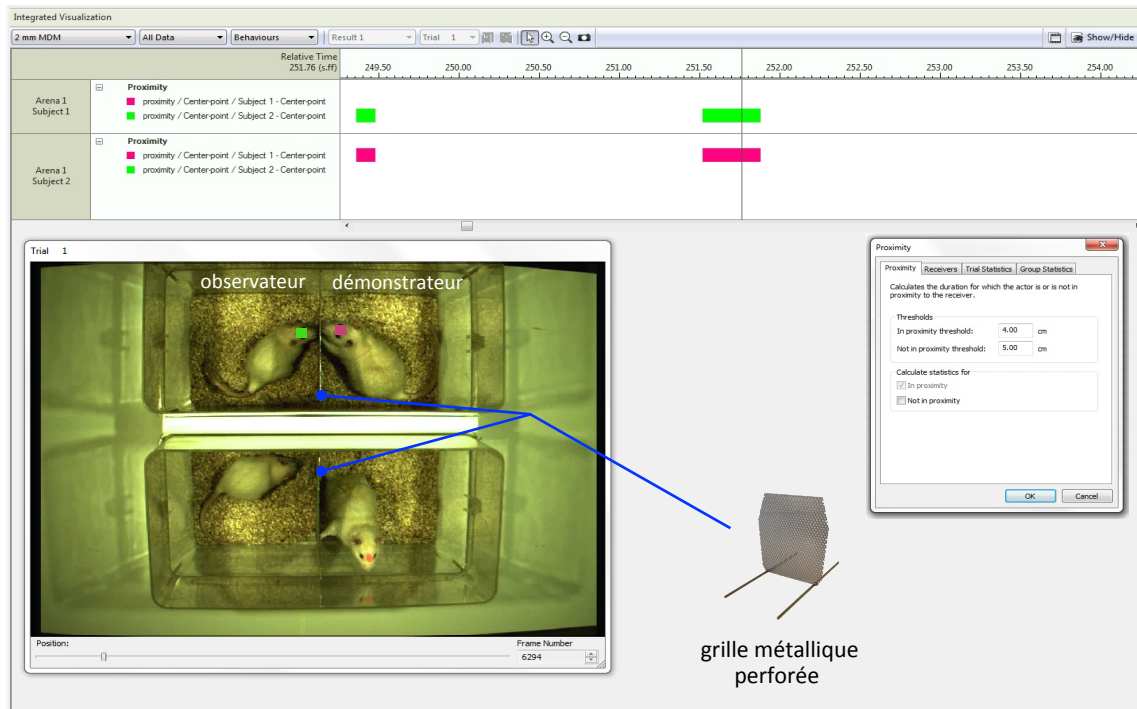 Integrated Visualization
2 mm MDM All Data Behaviours Result 1 Trial 1 Show/Hide
Relative Time
251.76 (s.ff) 249.50 250.00 250.50 251.00 251.50 252.00 252.50 253.00 253.50 254.00
Arena 1
Subject 1
Proximity
proximity / Center-point / Subject 1 - Center-point
proximity / Center-point / Subject 2 - Center-point
Arena 1
Subject 2
Proximity
proximity / Center-point / Subject 1 - Center-point
proximity / Center-point / Subject 2 - Center-point
Trial 1
observateur démonstrateur
Position: Frame Number
6294
Proximity
Proximity Receivers Trial Statistics Group Statistics
Calculates the duration for which the actor is or is not in
proximity to the receiver.
Thresholds
In proximity threshold: 4.00 cm
Not in proximity threshold: 5.00 cm
Calculate statistics for
In proximity
Not in proximity
OK Cancel
grille métallique
perforée